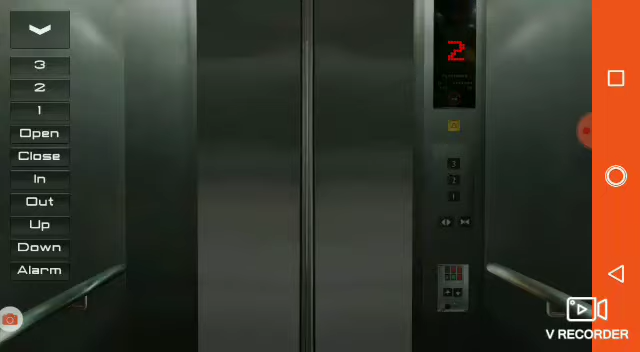 3
2
1
Open
Close
In
Out
Up
Down
Alarm
2
3
2
1
V RECORDER